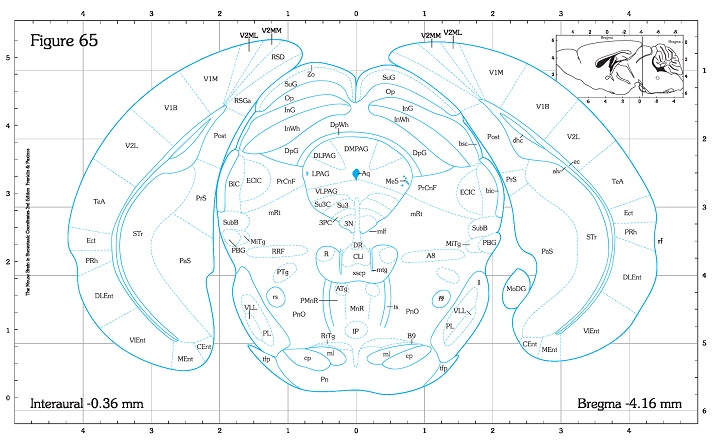 4 3 2 1 0 1 2 3 4
Figure 65
Interaural -0.36 mm
Bregma -4.16 mm
The Mouse Brain in Stereotaxic Coordinates 3rd Edition Franklin & Paxinos
5
4
3
2
1
0
1
2
3
4
5
6
4 3 2 1 0 1 2 3 4
Bregma
V2ML V2MM
RSD
V1M
V1B
V2L
RSGa
Post
TeA
Ect
PRh
DLEnt
VIEnt
MEnt
CEnt
STr
PrS
PaS
Zo
SuG
Op
InG
InWh
DpG
DpWh
DMPAG
DLPAG
LPAG
VLPAG
Aq
MeS
Su3C
Su3
3PC
3N
mlf
BIC
ECIC
PrCnF
mRt
SubB
MiTg
PBG
RRF
PTg
rs
VLL
PL
PnO
PMnR
R
DR
CLi
xscp
mtg
ATg
MnR
ts
IP
RtTg
ml
cp
tfp
Pn
V2MM V2ML
V1M
V1B
V2L
SuG
Op
InG
InWh
DpG
bsc
Post
dhc
ec
alv
PrS
TeA
Ect
PRh
rf
DLEnt
VIEnt
CEnt
MEnt
STr
PaS
PrCnF
ECIC
bic
mRt
SubB
MiTg
PBG
A8
ll
MoDG
VLL
PL
PnO
B9
ml
cp
tfp